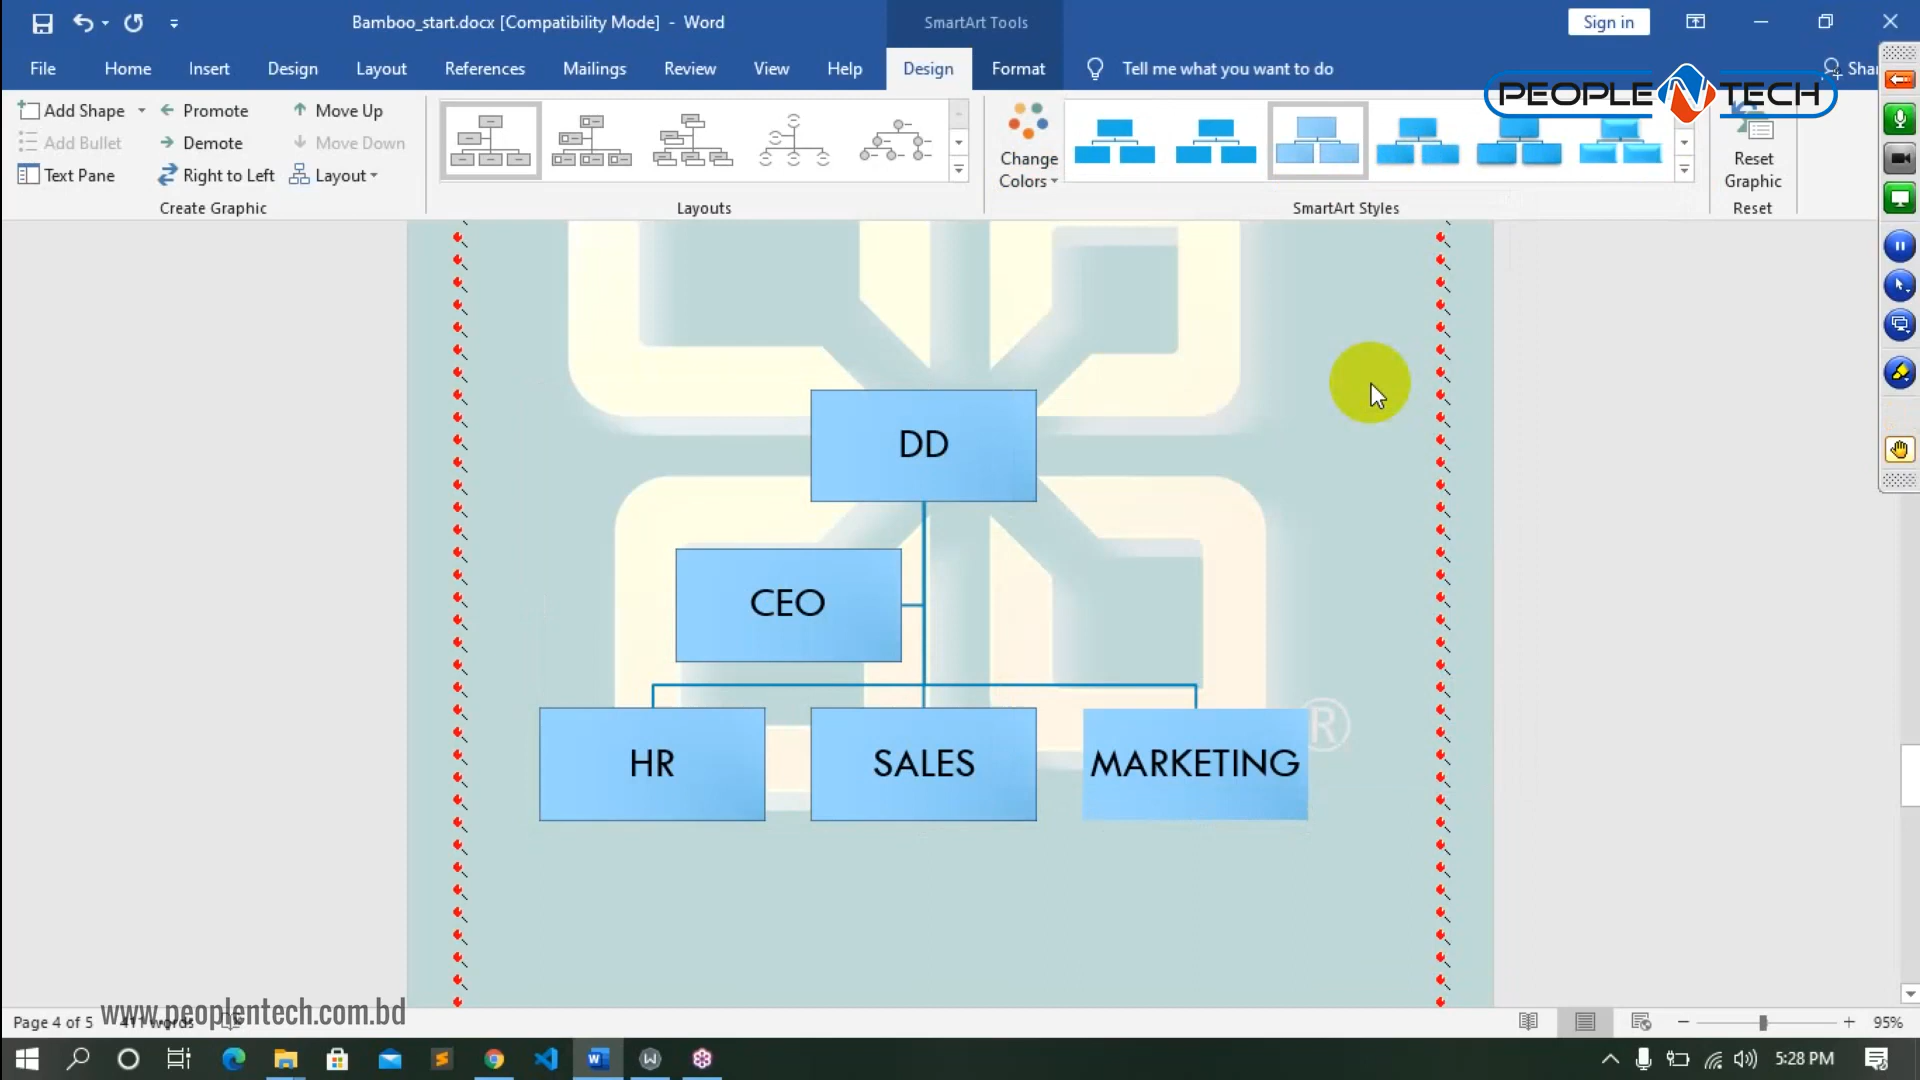 Bamboo_start.docx [Compatibility Mode] - Word
SmartArt Tools
Sign in
File Home Insert Design Layout References Mailings Review View Help Design Format Tell me what you want to do
PEOPLE N TECH
Add Shape Promote Move Up
Add Bullet Demote Move Down
Text Pane Right to Left Layout
Create Graphic
Layouts
Change
Colors
SmartArt Styles
Reset
Graphic
Reset
DD
CEO
HR SALES MARKETING
®
www.peoplentech.com.bd
Page 4 of 5 411 words
95%
5:28 PM